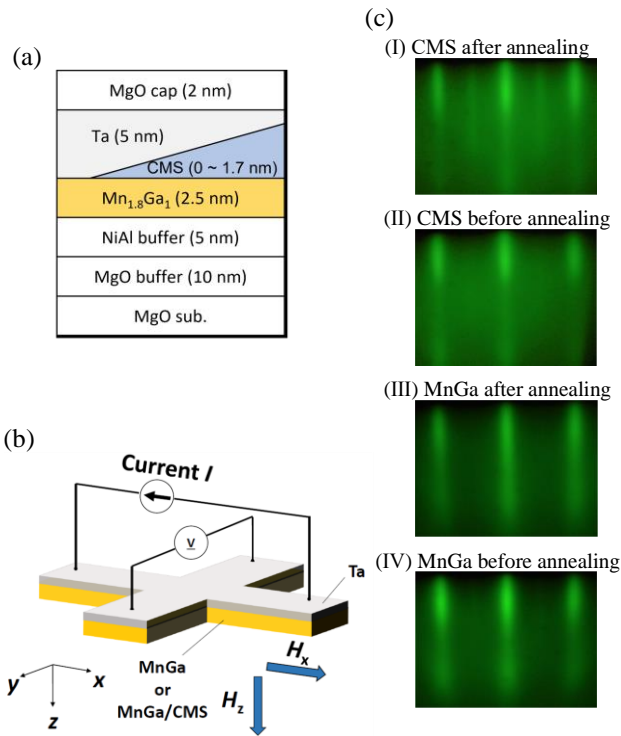 (a)
MgO cap (2 nm)
Ta (5 nm)
CMS (0 ~ 1.7 nm)
Mn1.8Ga1 (2.5 nm)
NiAl buffer (5 nm)
MgO buffer (10 nm)
MgO sub.
(b)
Current I
V
Ta
MnGa
or
MnGa/CMS
Hx
Hz
y
x
z
(c)
(I) CMS after annealing
(II) CMS before annealing
(III) MnGa after annealing
(IV) MnGa before annealing